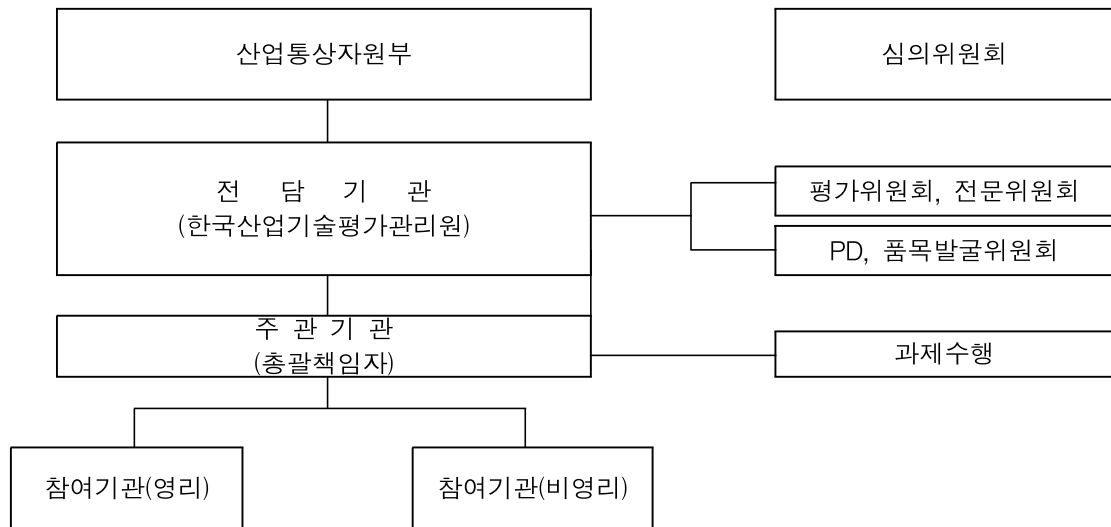 산업통상자원부
심의위원회
전 담 기 관
(한국산업기술평가관리원)
평가위원회, 전문위원회
PD, 품목발굴위원회
주 관 기 관
(총괄책임자)
과제수행
참여기관(영리)
참여기관(비영리)